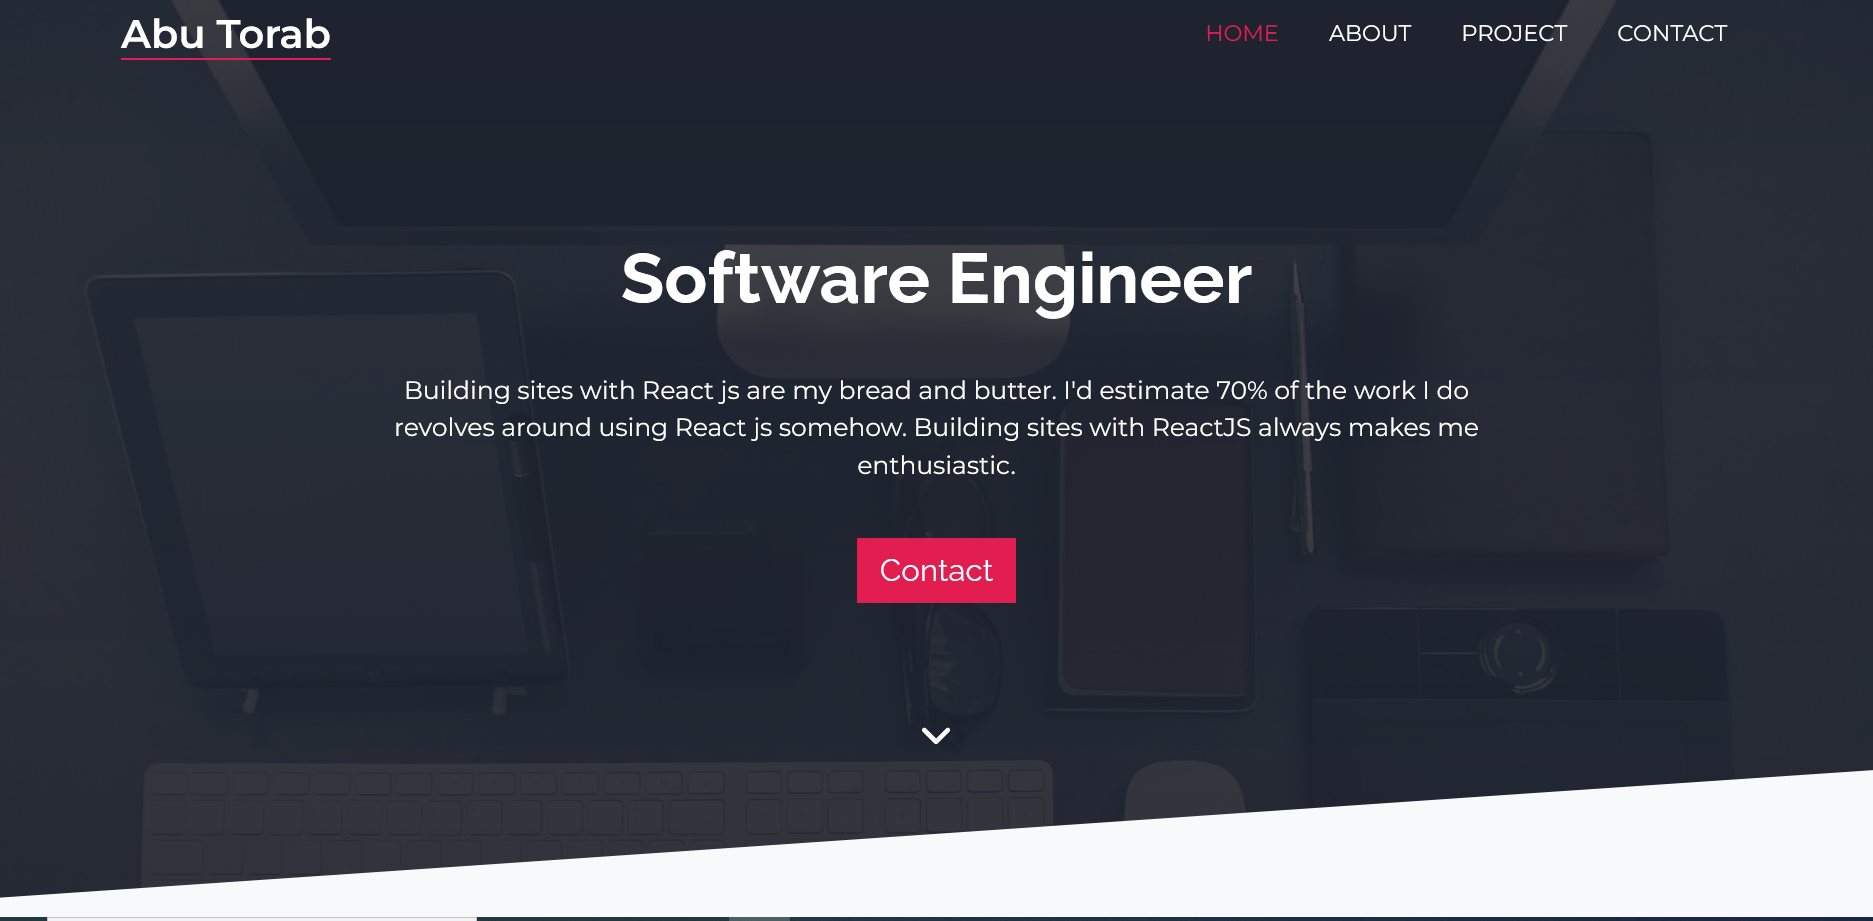 Abu Torab
HOME ABOUT PROJECT CONTACT
Software Engineer
Building sites with React js are my bread and butter. I'd estimate 70% of the work I do
revolves around using React js somehow. Building sites with ReactJS always makes me
enthusiastic.
Contact